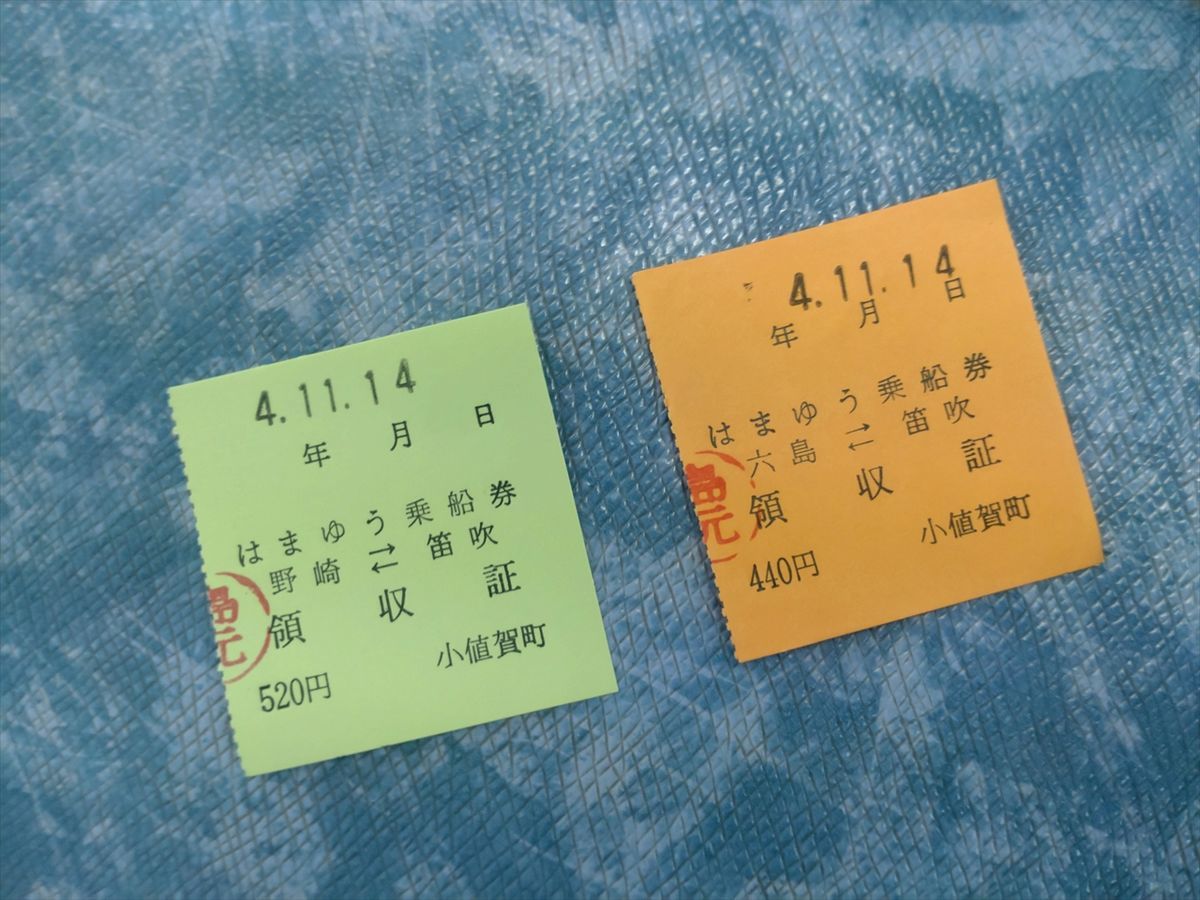 4.11.14
年 月 日
はまゆう乗船券
野崎 ⇄ 笛吹
領収証
小値賀町
520円
4.11.14
年 月 日
はまゆう乗船券
六島 ⇄ 笛吹
領収証
小値賀町
440円